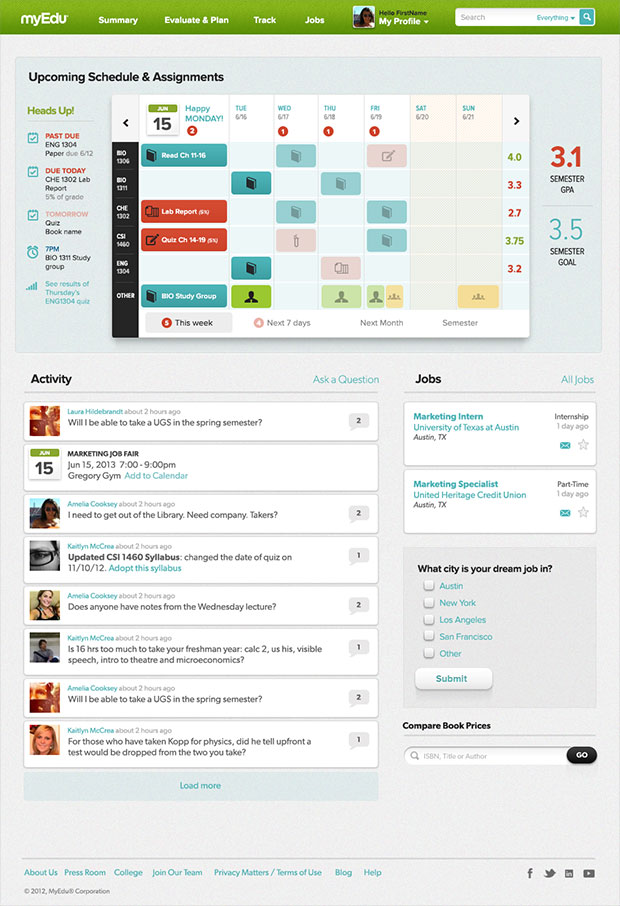 myEdu
Summary
Evaluate & Plan
Track
Jobs
Hello FirstName
My Profile
Search
Everything
Upcoming Schedule & Assignments
Heads Up!
PAST DUE
ENG 1304
Paper due 6/12
DUE TODAY
CHE 1302 Lab
Report
5% of grade
TOMORROW
Quiz
Book name
7PM
BIO 1311 Study
group
See results of
Thursday's
ENG1304 quiz
JUN
15
Happy
MONDAY!
2
TUE
6/16
WED
6/17
1
THU
6/18
1
FRI
6/19
1
SAT
6/20
SUN
6/21
BIO
1306
Read Ch 11-16
4.0
BIO
1311
3.3
CHE
1302
Lab Report (5%)
2.7
CSI
1460
Quiz Ch 14-19 (5%)
3.75
ENG
1304
3.2
OTHER
BIO Study Group
5 This week
4 Next 7 days
Next Month
Semester
3.1
SEMESTER
GPA
3.5
SEMESTER
GOAL
Activity
Ask a Question
Laura Hildebrandt about 2 hours ago
Will I be able to take a UGS in the spring semester?
2
JUN
15
MARKETING JOB FAIR
Jun 15, 2013 7:00 - 9:00pm
Gregory Gym Add to Calendar
Amelia Cooksey about 2 hours ago
I need to get out of the Library. Need company. Takers?
2
Kaitlyn McCrea about 2 hours ago
Updated CSI 1460 Syllabus: changed the date of quiz on
11/10/12. Adopt this syllabus
1
Amelia Cooksey about 2 hours ago
Does anyone have notes from the Wednesday lecture?
2
Kaitlyn McCrea about 2 hours ago
Is 16 hrs too much to take your freshman year: calc 2, us his, visible
speech, intro to theatre and microeconomics?
1
Amelia Cooksey about 2 hours ago
Will I be able to take a UGS in the spring semester?
2
Kaitlyn McCrea about 2 hours ago
For those who have taken Kopp for physics, did he tell upfront a
test would be dropped from the two you take?
1
Load more
Jobs
All Jobs
Marketing Intern
Internship
University of Texas at Austin
1 day ago
Austin, TX
Marketing Specialist
Part-Time
United Heritage Credit Union
1 day ago
Austin, TX
What city is your dream job in?
Austin
New York
Los Angeles
San Francisco
Other
Submit
Compare Book Prices
ISBN, Title or Author
GO
About Us
Press Room
College
Join Our Team
Privacy Matters / Terms of Use
Blog
Help
© 2012, MyEdu® Corporation